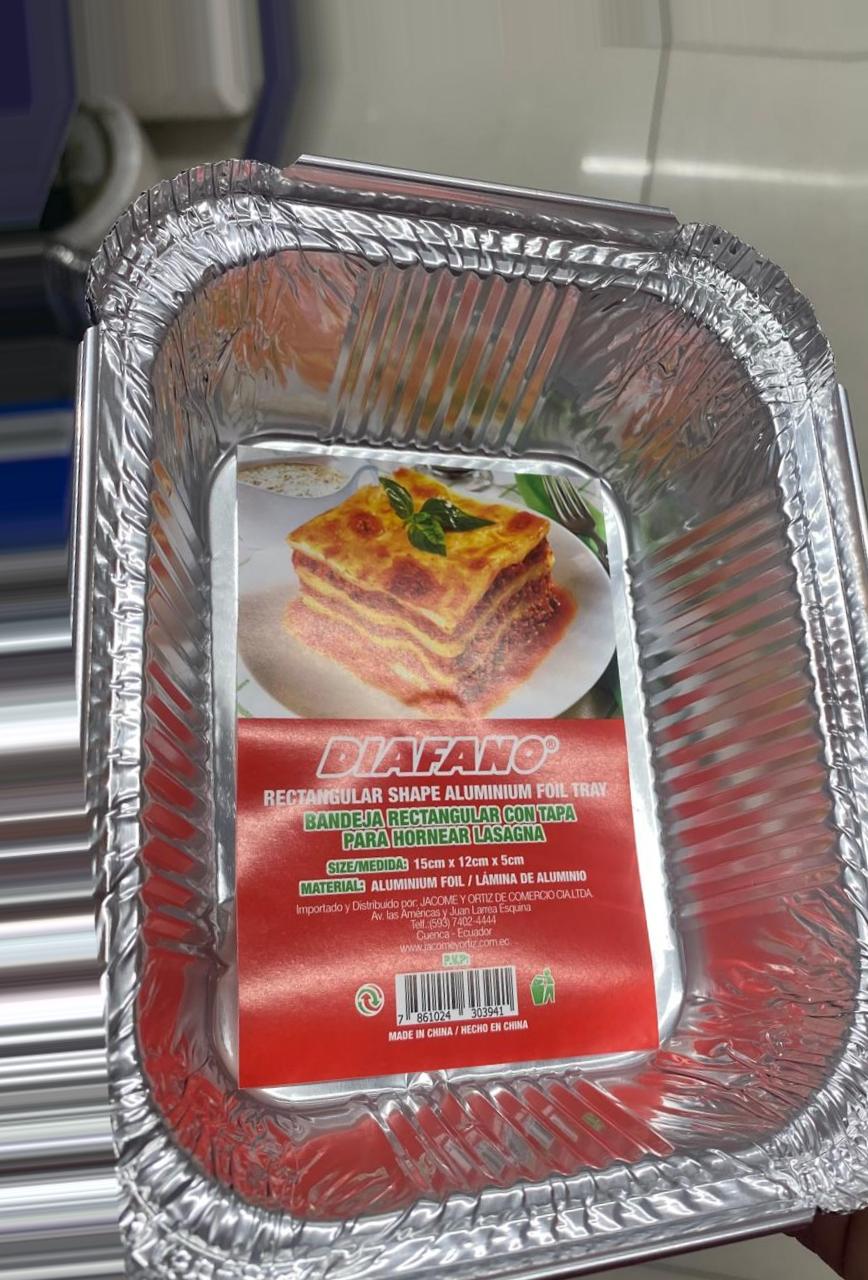 DIAFANO®
RECTANGULAR SHAPE ALUMINIUM FOIL TRAY
BANDEJA RECTANGULAR CON TAPA
PARA HORNEAR LASAGNA
SIZE/MEDIDA: 15cm x 12cm x 5cm
MATERIAL: ALUMINIUM FOIL / LÁMINA DE ALUMINIO
Importado y Distribuido por: JACOME Y ORTIZ DE COMERCIO CIA.LTDA.
Av. las Américas y Juan Larrea Esquina
Telf.:(593) 7402-4444
Cuenca - Ecuador
www.jacomeyortiz.com.ec
P.V.P:
7 861024 303941
MADE IN CHINA / HECHO EN CHINA